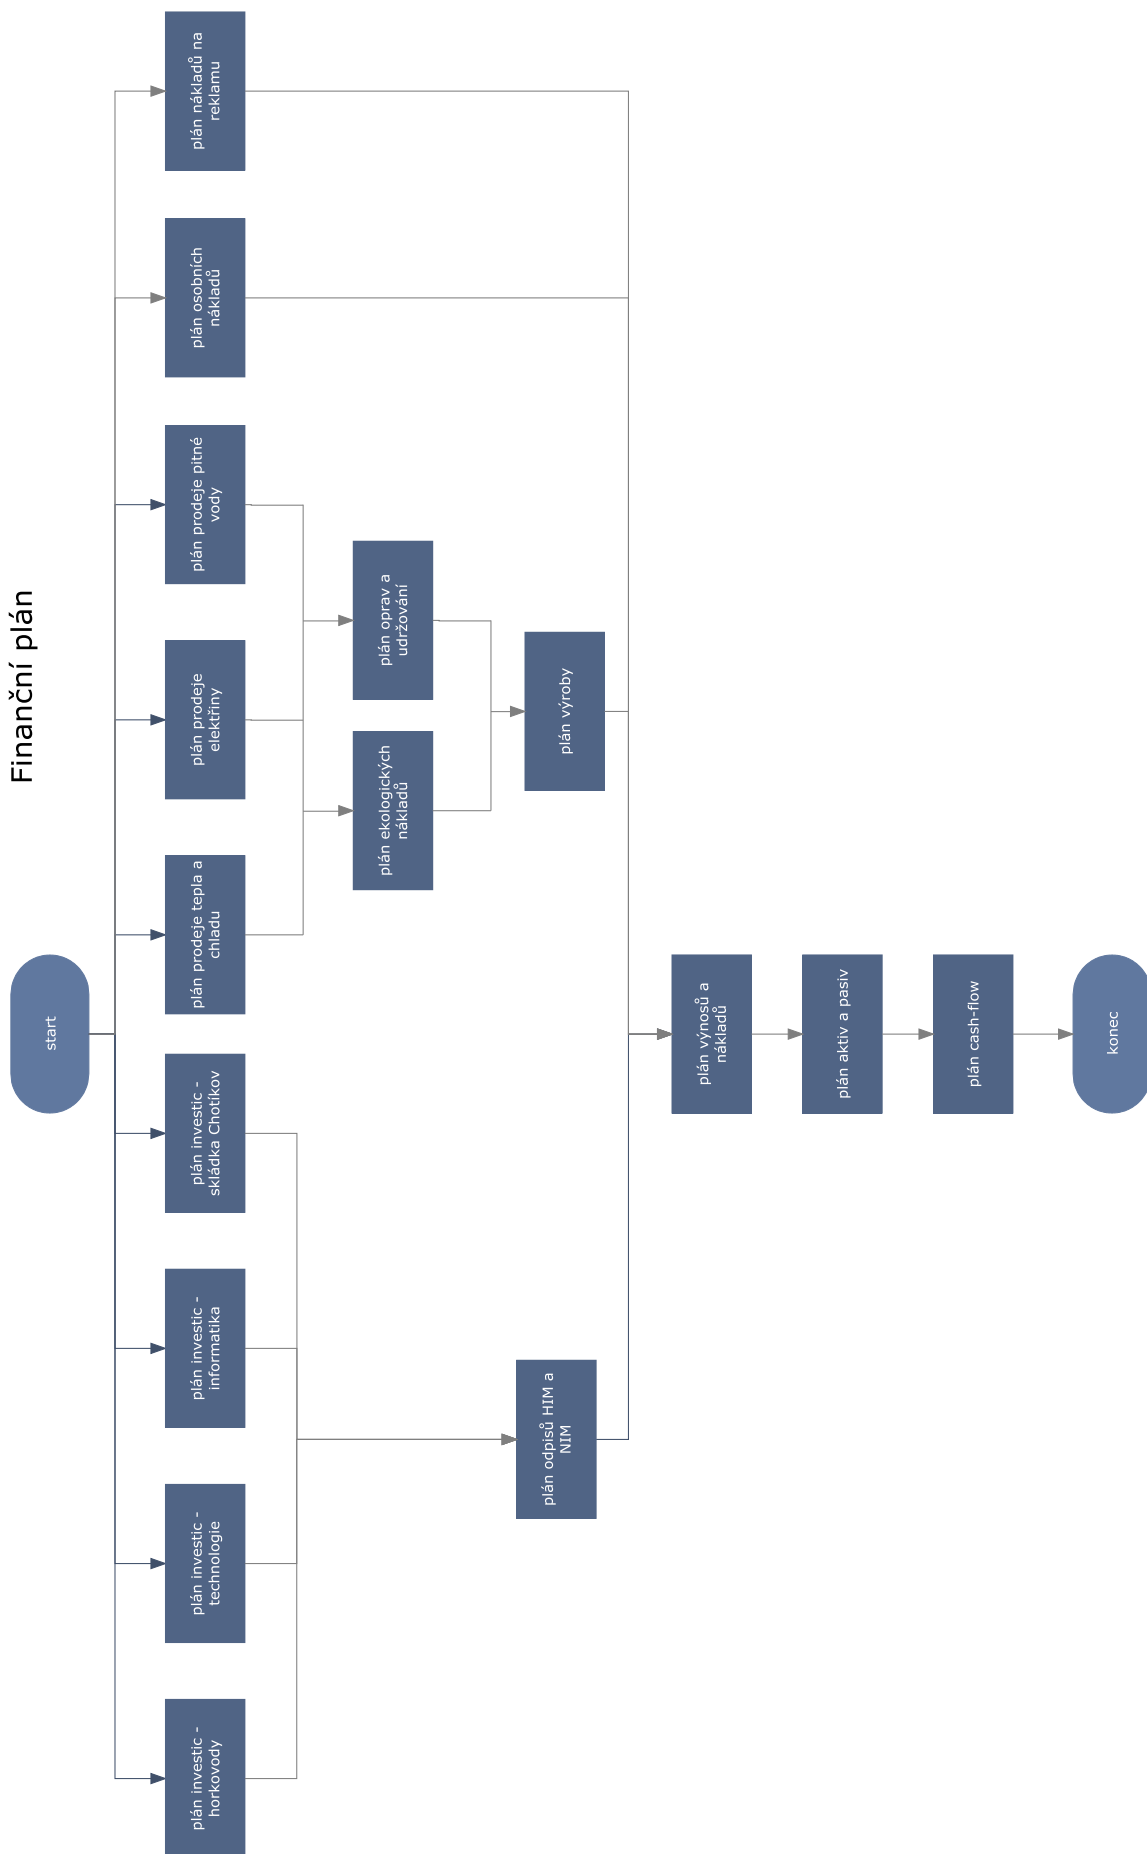 Finanční plán
start
plán investic -
horkovody
plán investic -
technologie
plán investic -
informatika
plán investic -
skládka Chotíkov
plán prodeje tepla a
chladu
plán prodeje
elektřiny
plán prodeje pitné
vody
plán osobních
nákladů
plán nákladů na
reklamu
plán ekologických
nákladů
plán oprav a
udržování
plán odpisů HIM a
NIM
plán výroby
plán výnosů a
nákladů
plán aktiv a pasiv
plán cash-flow
konec